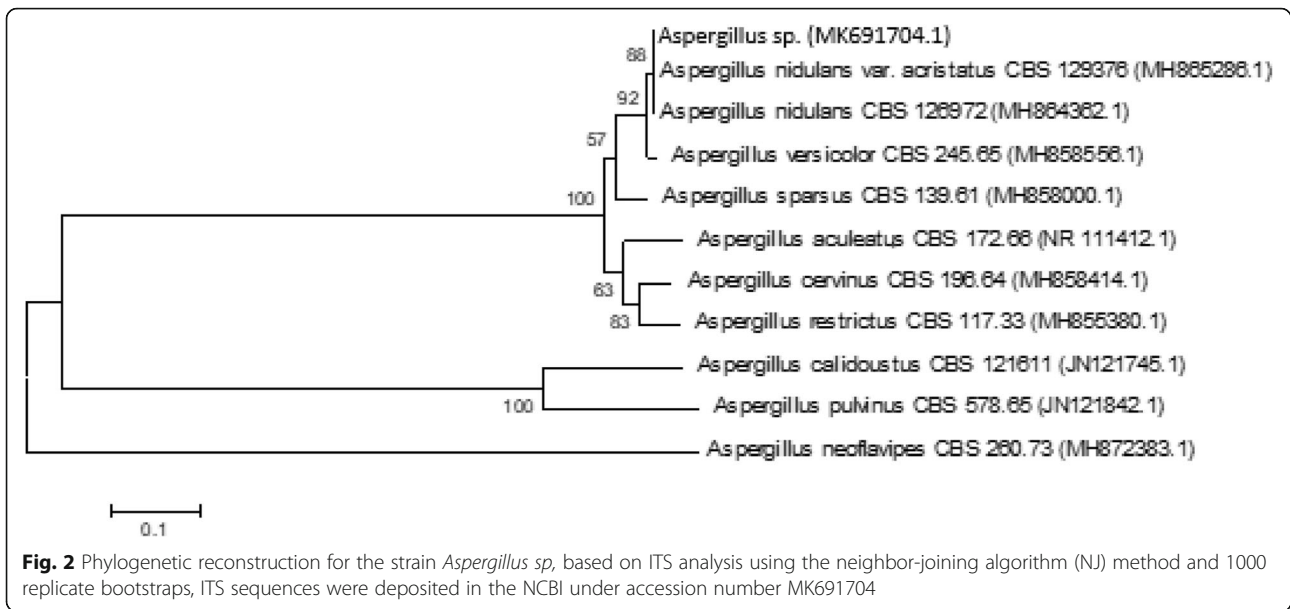 Aspergillus sp. (MK691704.1)
88
Aspergillus nidulans var. acristatus CBS 129376 (MH865286.1)
92
Aspergillus nidulans CBS 126972 (MH864362.1)
57
Aspergillus versicolor CBS 245.65 (MH858556.1)
100
Aspergillus sparsus CBS 139.61 (MH858000.1)
Aspergillus aculeatus CBS 172.66 (NR 111412.1)
63
Aspergillus cervinus CBS 196.64 (MH858414.1)
83
Aspergillus restrictus CBS 117.33 (MH855380.1)
Aspergillus calidoustus CBS 121611 (JN121745.1)
100
Aspergillus pulvinus CBS 578.65 (JN121842.1)
Aspergillus neoflavipes CBS 260.73 (MH872383.1)
0.1
Fig. 2 Phylogenetic reconstruction for the strain Aspergillus sp, based on ITS analysis using the neighbor-joining algorithm (NJ) method and 1000
replicate bootstraps, ITS sequences were deposited in the NCBI under accession number MK691704